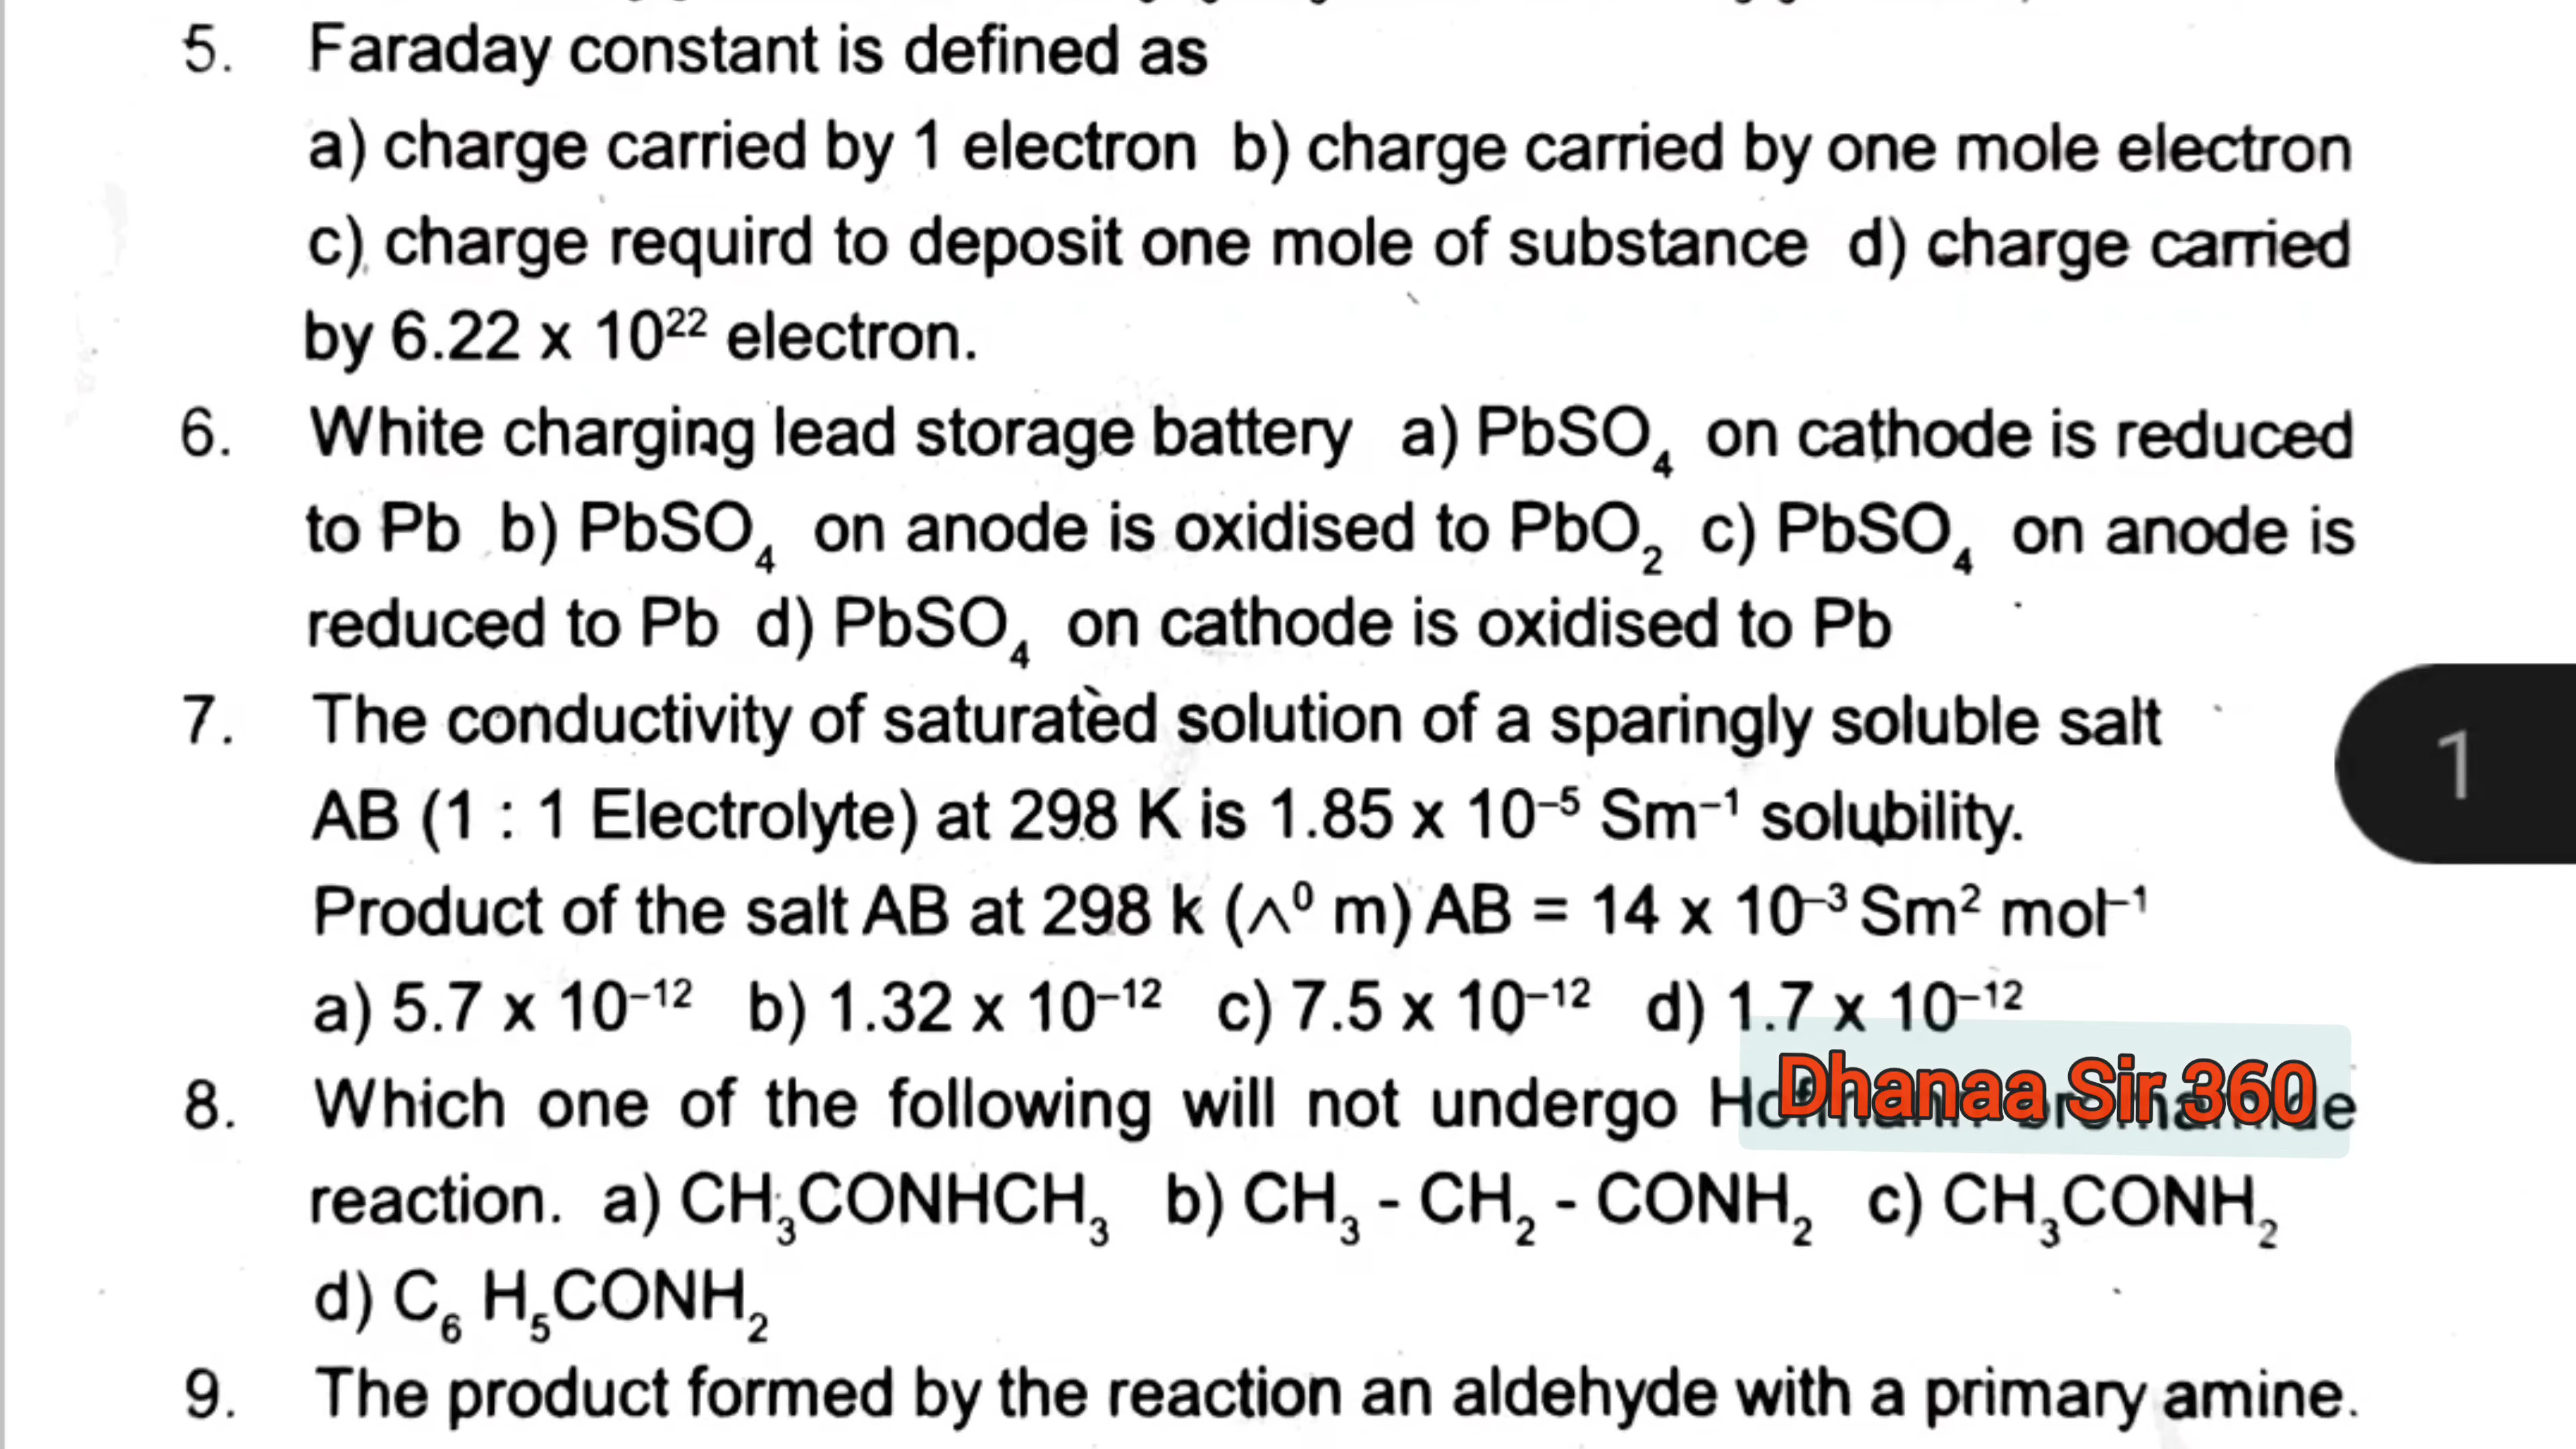 5. Faraday constant is defined as
a) charge carried by 1 electron b) charge carried by one mole electron
c) charge requird to deposit one mole of substance d) charge carried
by 6.22 x 10²² electron.
6. White charging lead storage battery a) PbSO₄ on cathode is reduced
to Pb b) PbSO₄ on anode is oxidised to PbO₂ c) PbSO₄ on anode is
reduced to Pb d) PbSO₄ on cathode is oxidised to Pb
7. The conductivity of saturated solution of a sparingly soluble salt
AB (1 : 1 Electrolyte) at 298 K is 1.85 x 10⁻⁵ Sm⁻¹ solubility.
1
Product of the salt AB at 298 k (∧⁰ m) AB = 14 x 10⁻³ Sm² mol⁻¹
a) 5.7 x 10⁻¹² b) 1.32 x 10⁻¹² c) 7.5 x 10⁻¹² d) 1.7 x 10⁻¹²
Dhanaa Sir 360
8. Which one of the following will not undergo
reaction. a) CH₃CONHCH₃ b) CH₃ - CH₂ - CONH₂ c) CH₃CONH₂
d) C₆ H₅CONH₂
9. The product formed by the reaction an aldehyde with a primary amine.